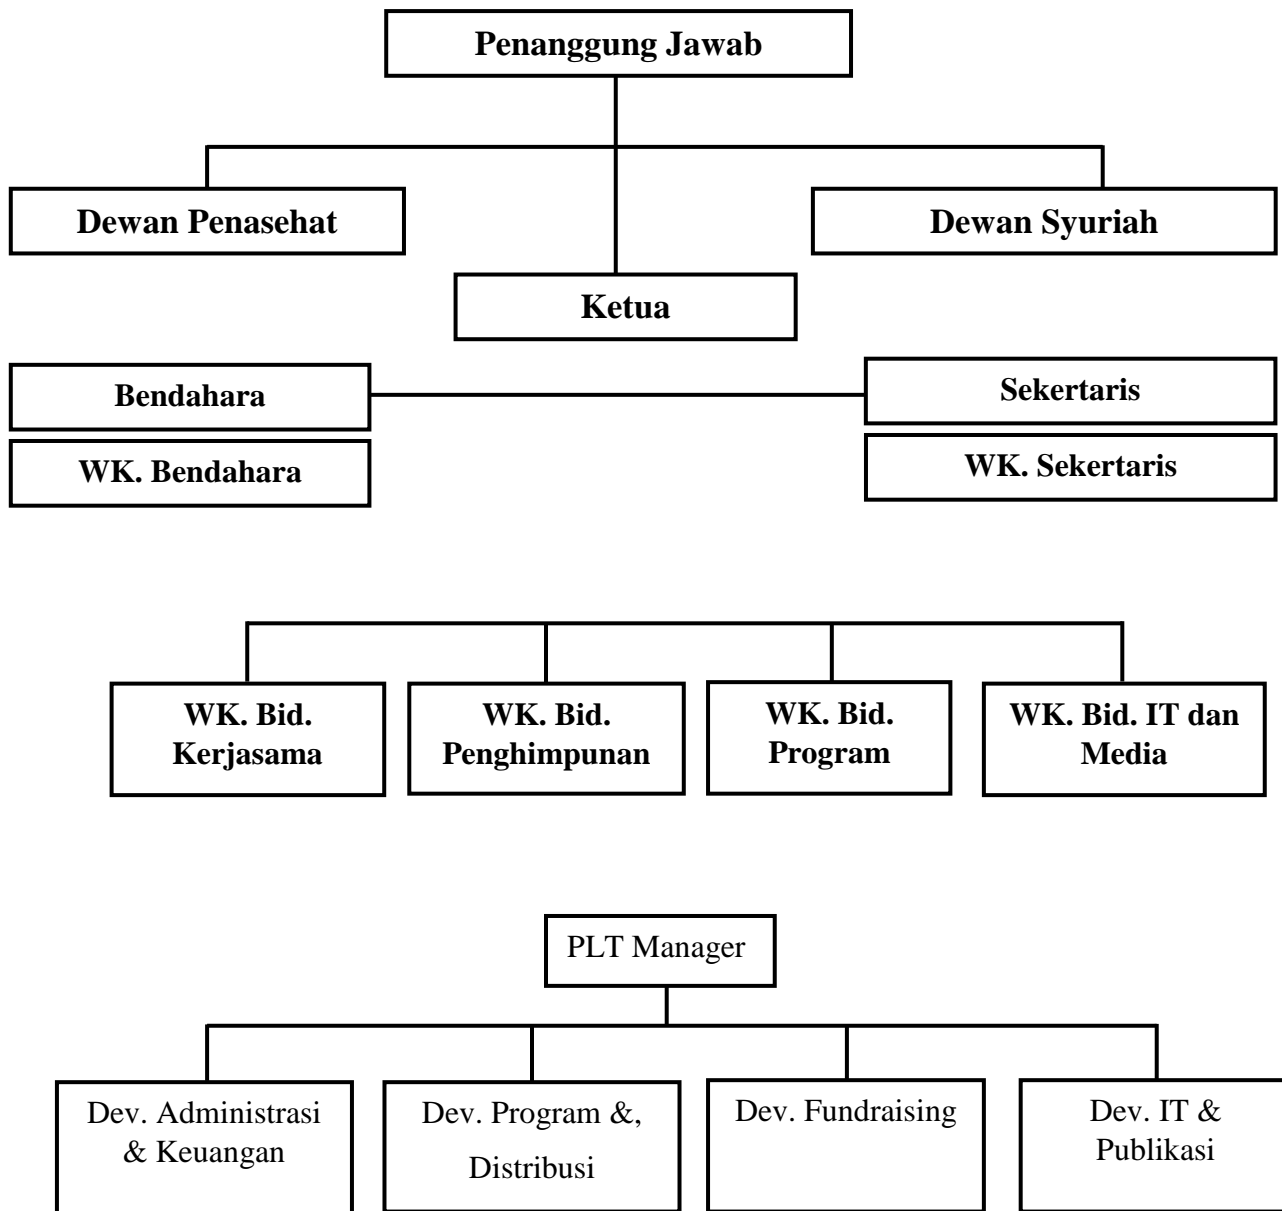 Penanggung Jawab
Dewan Penasehat
Dewan Syuriah
Ketua
Bendahara
Sekertaris
WK. Bendahara
WK. Sekertaris
WK. Bid.
Kerjasama
WK. Bid.
Penghimpunan
WK. Bid.
Program
WK. Bid. IT dan
Media
PLT Manager
Dev. Administrasi
& Keuangan
Dev. Program &,
Distribusi
Dev. Fundraising
Dev. IT &
Publikasi